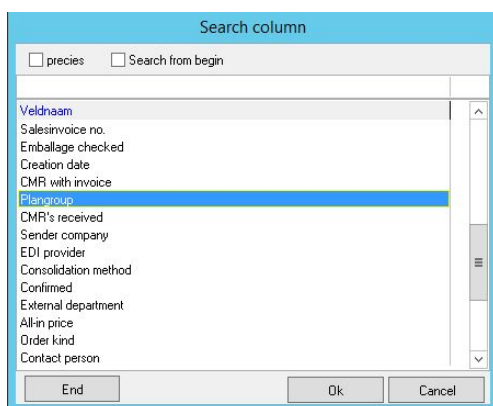 Search column
precies Search from begin
Veldnaam
Salesinvoice no.
Emballage checked
Creation date
CMR with invoice
Plangroup
CMR's received
Sender company
EDI provider
Consolidation method
Confirmed
External department
All-in price
Order kind
Contact person
End Ok Cancel